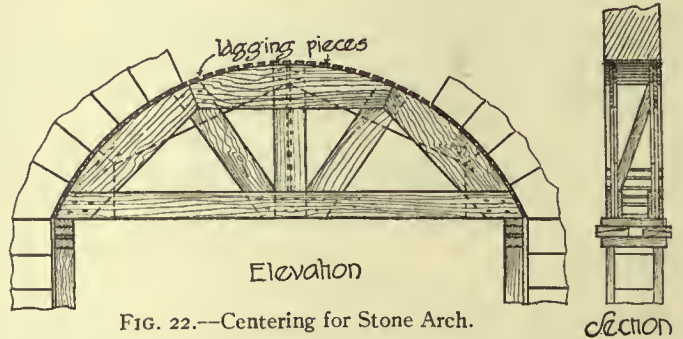 lagging pieces
Elevation
Section
FIG. 22.—Centering for Stone Arch.